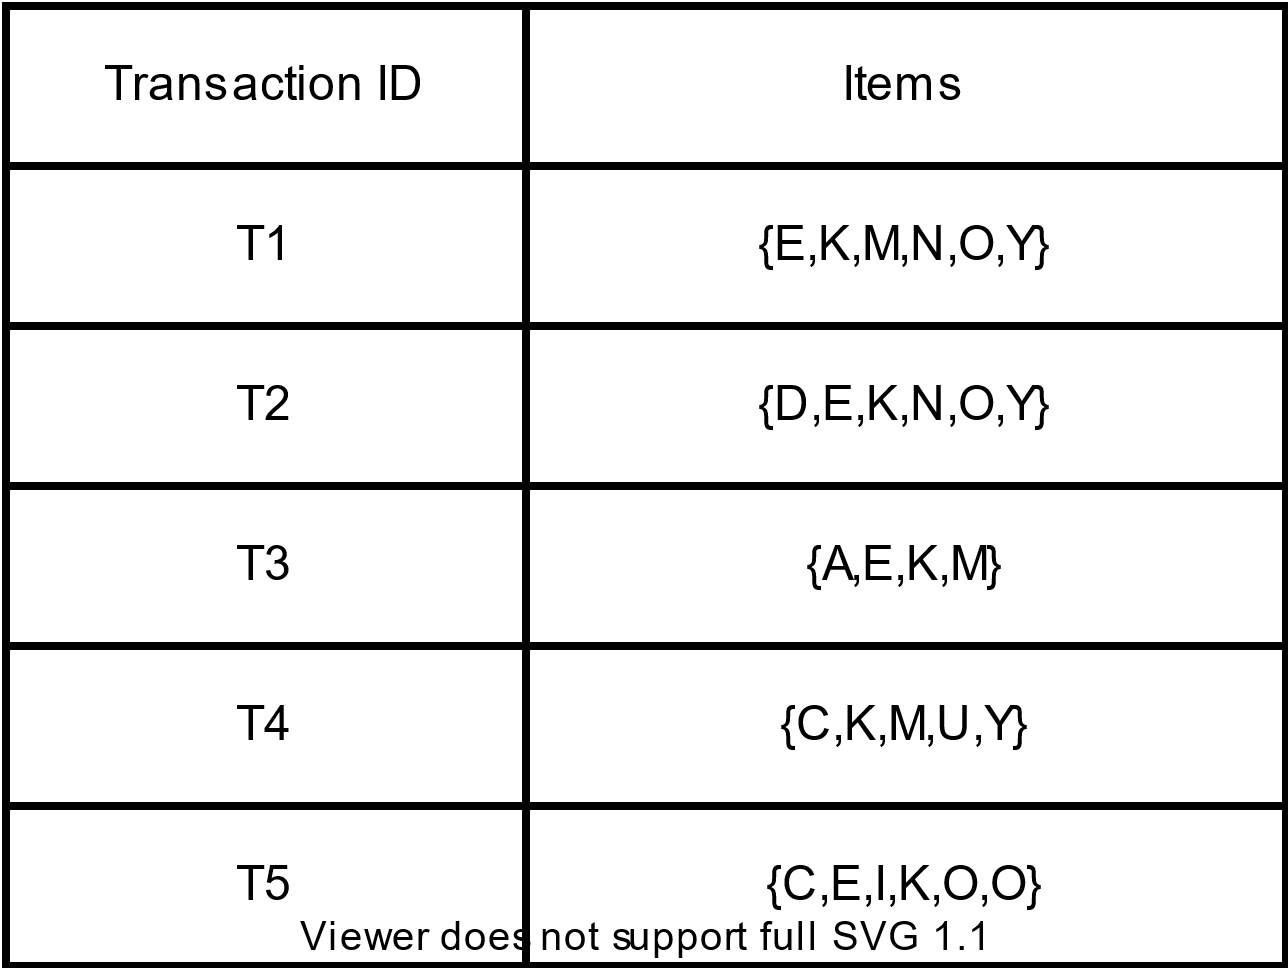 Transaction ID Items
T1 {E,K,M,N,O,Y}
T2 {D,E,K,N,O,Y}
T3 {A,E,K,M}
T4 {C,K,M,U,Y}
T5 {C,E,I,K,O,O}
Viewer does not support full SVG 1.1